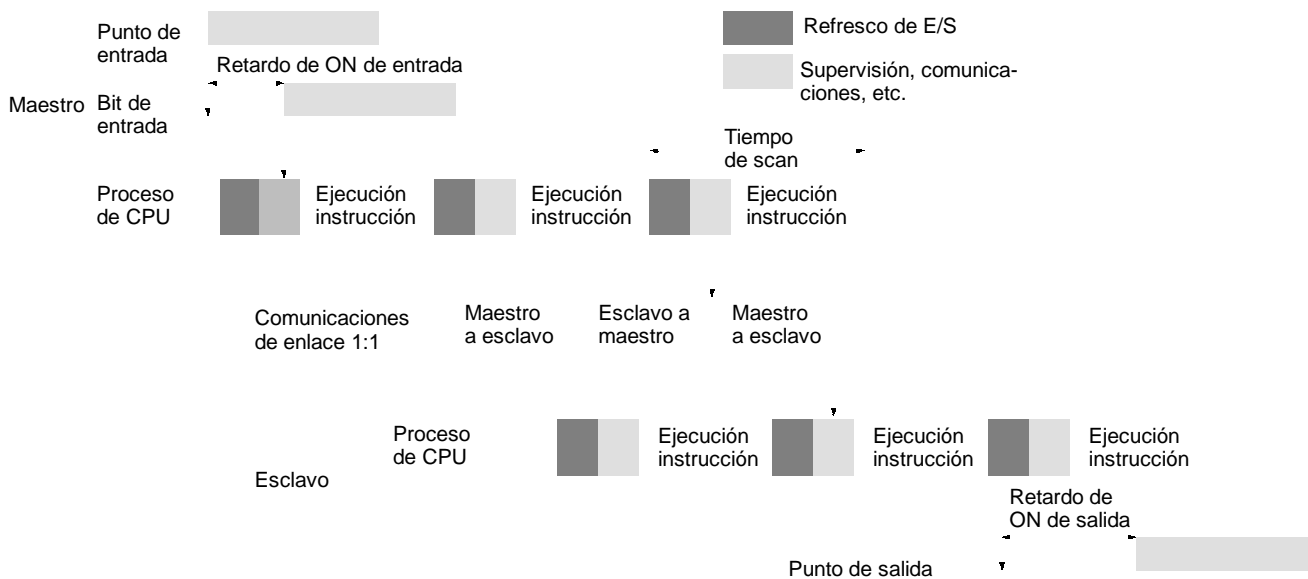 Punto de
entrada
Refresco de E/S
Retardo de ON de entrada
Supervisión, comunica-
ciones, etc.
Maestro
Bit de
entrada
Tiempo
de scan
Proceso
de CPU
Ejecución
instrucción
Ejecución
instrucción
Ejecución
instrucción
Comunicaciones
de enlace 1:1
Maestro
a esclavo
Esclavo a
maestro
Maestro
a esclavo
Proceso
de CPU
Ejecución
instrucción
Ejecución
instrucción
Ejecución
instrucción
Esclavo
Retardo de
ON de salida
Punto de salida